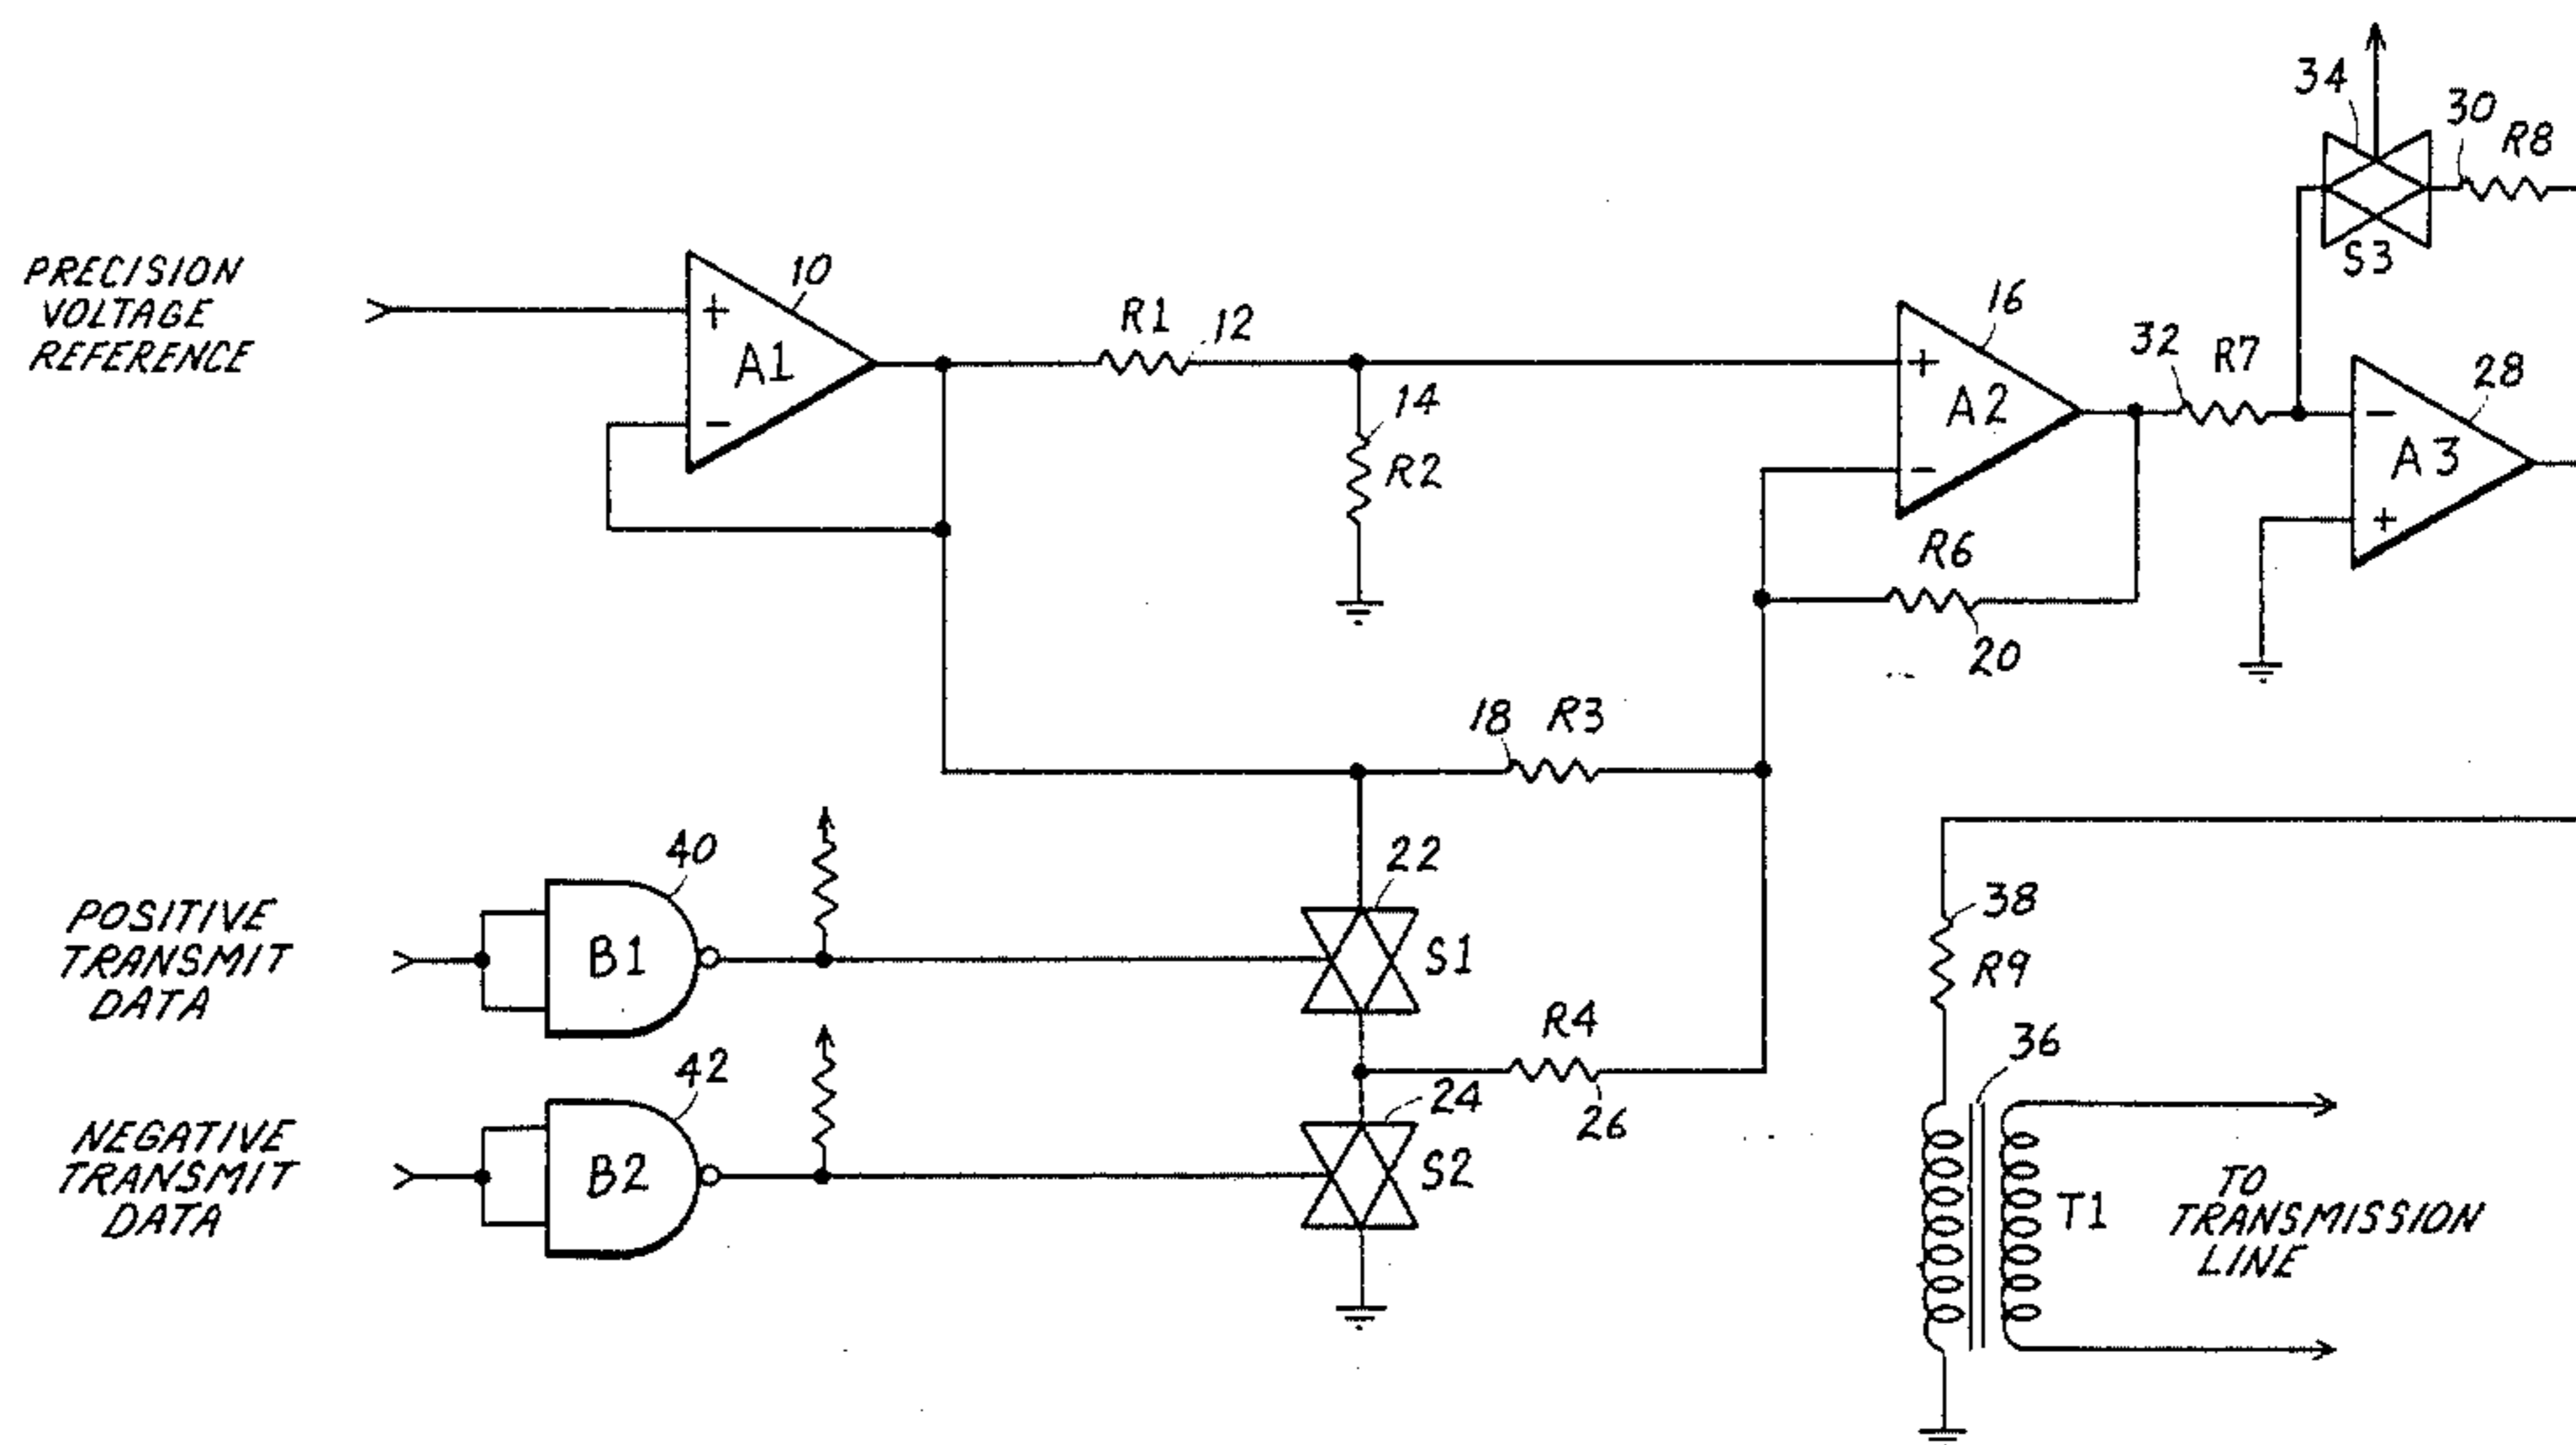 34
30
R8
S3
PRECISION
VOLTAGE
REFERENCE
+
10
A1
−
R1
12
14
R2
16
+
A2
−
32
R7
28
−
A3
+
R6
20
18
R3
40
22
POSITIVE
TRANSMIT
DATA
B1
S1
38
R9
R4
26
36
42
24
NEGATIVE
TRANSMIT
DATA
B2
S2
T1
TO
TRANSMISSION
LINE